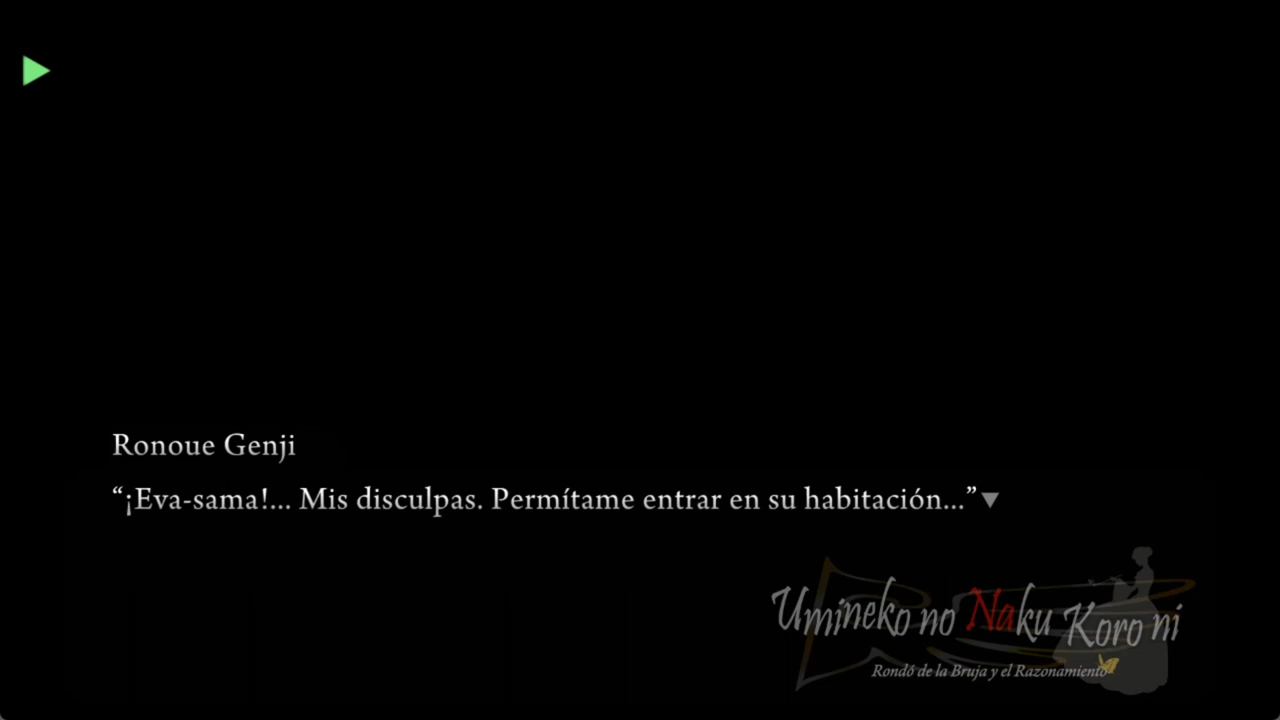 Ronoue Genji
“¡Eva-sama!... Mis disculpas. Permítame entrar en su habitación...”
Umineko no Naku Koro ni
Rondó de la Bruja y el Razonamiento